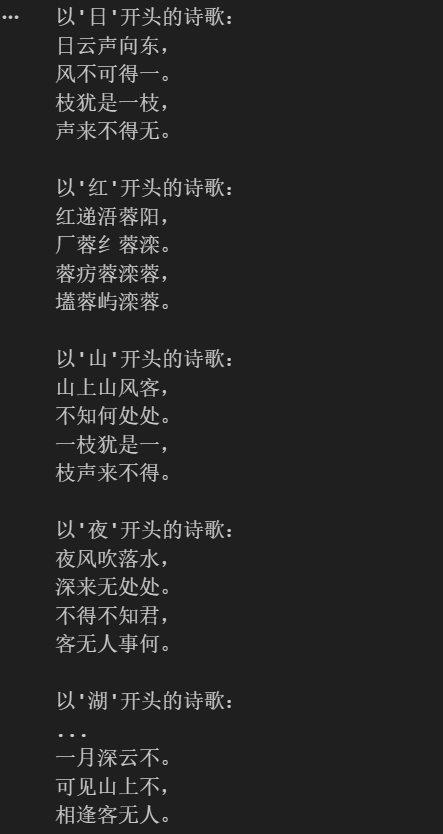 ...
以'日'开头的诗歌:
日云声向东，
风不可得一。
枝犹是一枝，
声来不得无。
以'红'开头的诗歌:
红递浯蓉阳，
厂蓉纟蓉滦。
蓉疠蓉滦蓉，
壒蓉屿滦蓉。
以'山'开头的诗歌:
山上山风客，
不知何处处。
一枝犹是一，
枝声来不得。
以'夜'开头的诗歌:
夜风吹落水，
深来无处处。
不得不知君，
客无人事何。
以'湖'开头的诗歌:
...
一月深云不。
可见山上不，
相逢客无人。